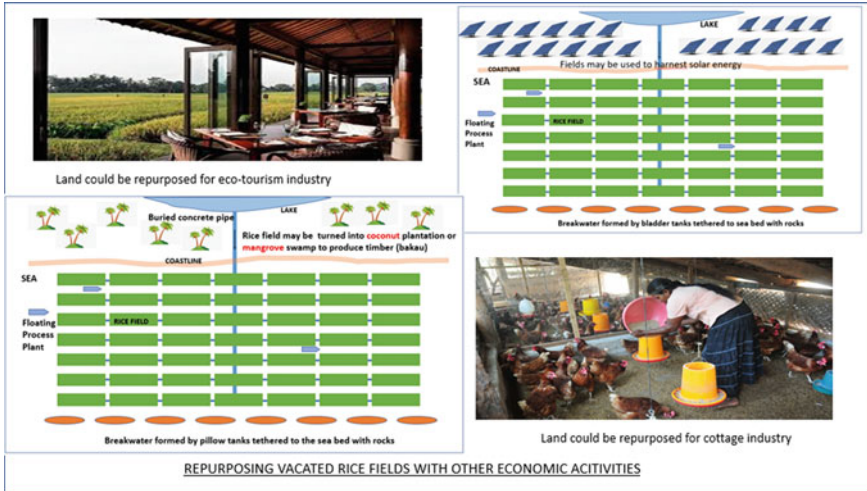 Land could be repurposed for eco-tourism industry
LAKE
Fields may be used to harnest solar energy
COASTLINE
SEA
Floating
Process
Plant
RICE FIELD
Breakwater formed by bladder tanks tethered to sea bed with rocks
Buried concrete pipe
LAKE
Rice field may be turned into coconut plantation or
mangrove swamp to produce timber (bakau)
COASTLINE
SEA
Floating
Process
Plant
RICE FIELD
Breakwater formed by pillow tanks tethered to the sea bed with rocks
Land could be repurposed for cottage industry
REPURPOSING VACATED RICE FIELDS WITH OTHER ECONOMIC ACITIVITIES